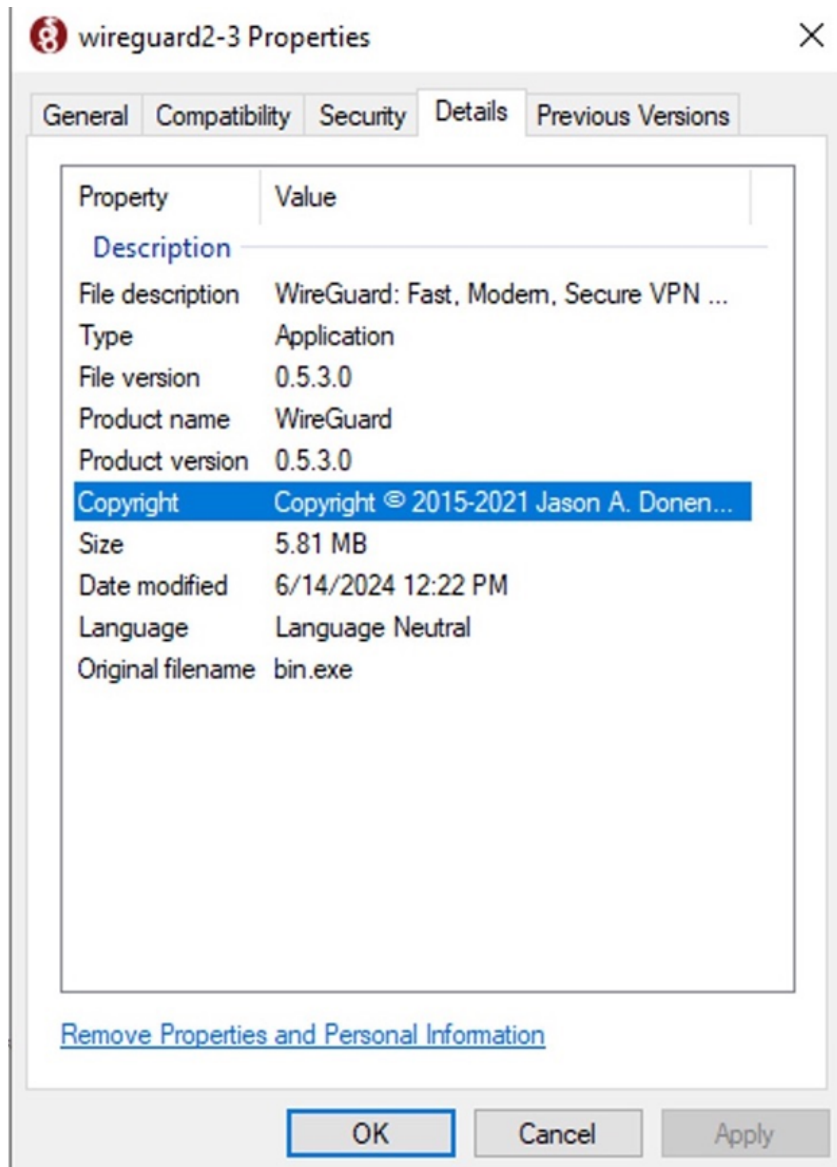 wireguard2-3 Properties
General Compatibility Security Details Previous Versions
Property Value
Description
File description WireGuard: Fast, Modern, Secure VPN ...
Type Application
File version 0.5.3.0
Product name WireGuard
Product version 0.5.3.0
Copyright Copyright © 2015-2021 Jason A. Donen...
Size 5.81 MB
Date modified 6/14/2024 12:22 PM
Language Language Neutral
Original filename bin.exe
Remove Properties and Personal Information
OK Cancel Apply